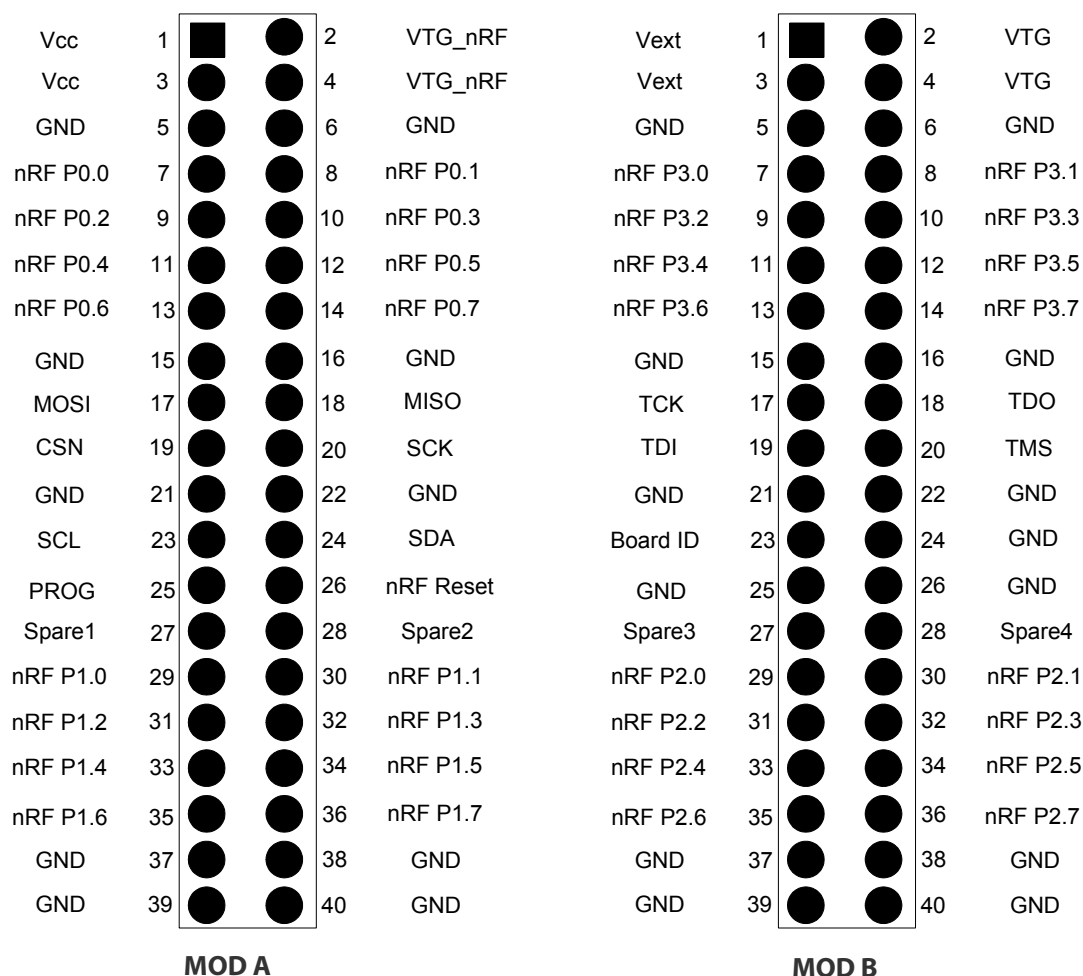 Vcc 1 2 VTG_nRF Vext 1 2 VTG
Vcc 3 4 VTG_nRF Vext 3 4 VTG
GND 5 6 GND GND 5 6 GND
nRF P0.0 7 8 nRF P0.1 nRF P3.0 7 8 nRF P3.1
nRF P0.2 9 10 nRF P0.3 nRF P3.2 9 10 nRF P3.3
nRF P0.4 11 12 nRF P0.5 nRF P3.4 11 12 nRF P3.5
nRF P0.6 13 14 nRF P0.7 nRF P3.6 13 14 nRF P3.7
GND 15 16 GND GND 15 16 GND
MOSI 17 18 MISO TCK 17 18 TDO
CSN 19 20 SCK TDI 19 20 TMS
GND 21 22 GND GND 21 22 GND
SCL 23 24 SDA Board ID 23 24 GND
PROG 25 26 nRF Reset GND 25 26 GND
Spare1 27 28 Spare2 Spare3 27 28 Spare4
nRF P1.0 29 30 nRF P1.1 nRF P2.0 29 30 nRF P2.1
nRF P1.2 31 32 nRF P1.3 nRF P2.2 31 32 nRF P2.3
nRF P1.4 33 34 nRF P1.5 nRF P2.4 33 34 nRF P2.5
nRF P1.6 35 36 nRF P1.7 nRF P2.6 35 36 nRF P2.7
GND 37 38 GND GND 37 38 GND
GND 39 40 GND GND 39 40 GND
MOD A MOD B